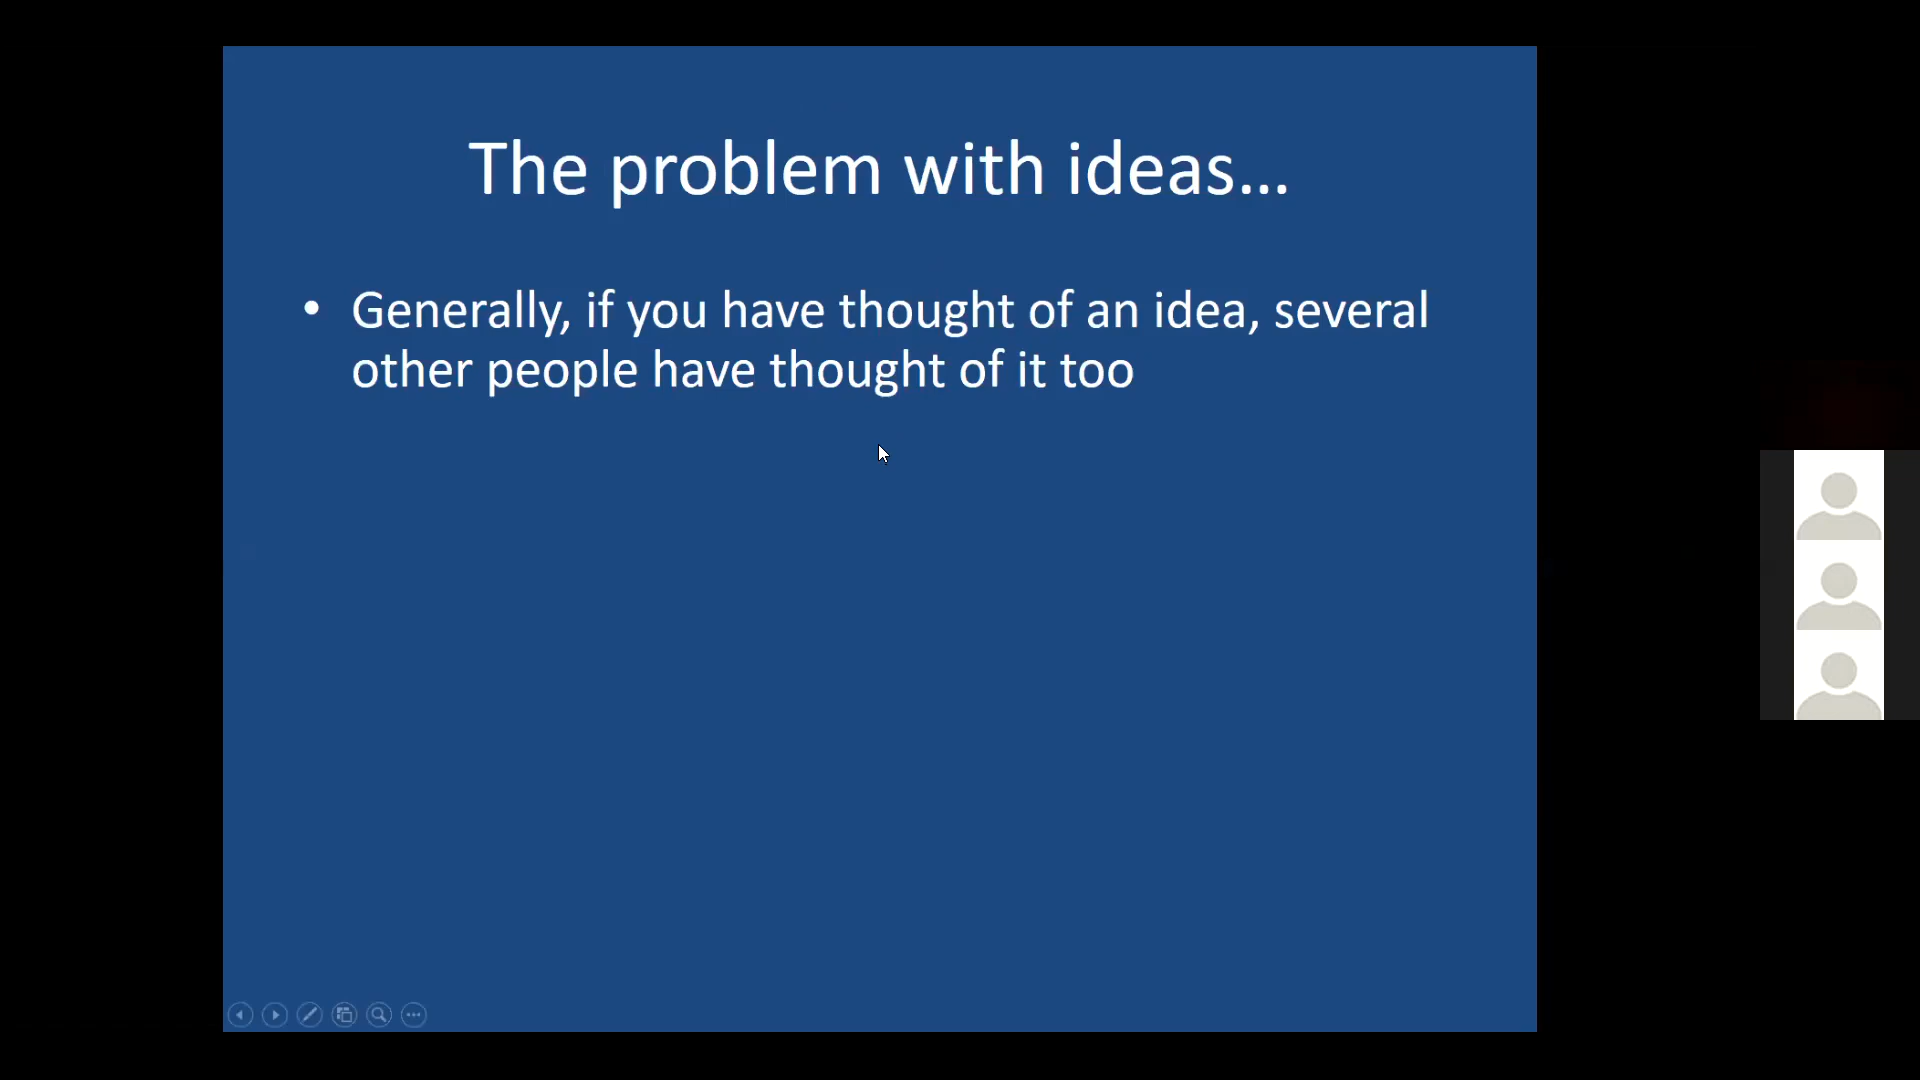 The problem with ideas...
• Generally, if you have thought of an idea, several
other people have thought of it too